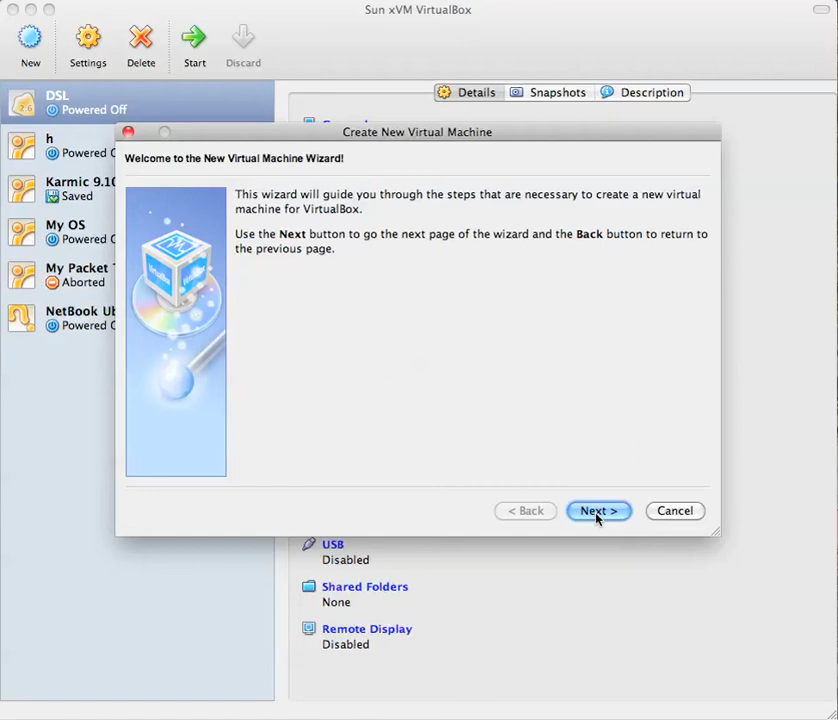 Sun xVM VirtualBox
New
Settings
Delete
Start
Discard
Details
Snapshots
Description
DSL
Powered Off
h
Powered
Karmic 9.10
Saved
My OS
Powered
My Packet
Aborted
NetBook
Powered
Create New Virtual Machine
Welcome to the New Virtual Machine Wizard!
This wizard will guide you through the steps that are necessary to create a new virtual
machine for VirtualBox.
Use the Next button to go the next page of the wizard and the Back button to return to
the previous page.
VirtualBox
< Back
Next >
Cancel
USB
Disabled
Shared Folders
None
Remote Display
Disabled